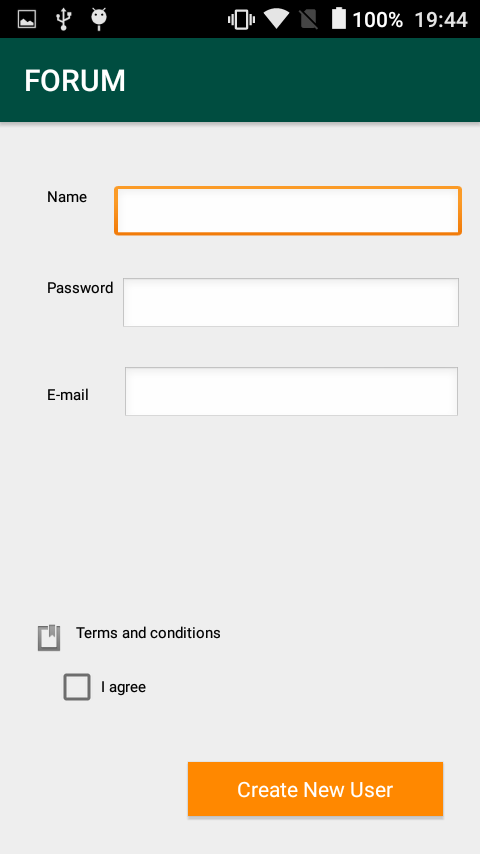 100% 19:44
FORUM
Name
Password
E-mail
Terms and conditions
I agree
Create New User